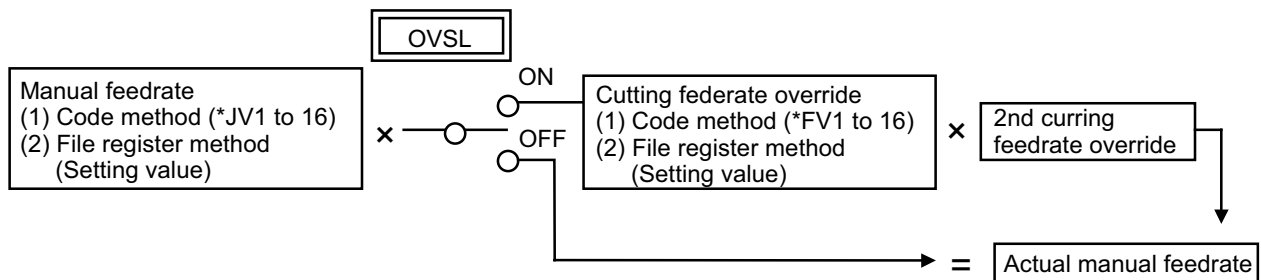 OVSL
Manual feedrate
(1) Code method (*JV1 to 16)
(2) File register method
(Setting value)
×
ON
OFF
Cutting federate override
(1) Code method (*FV1 to 16)
(2) File register method
(Setting value)
×
2nd curring
feedrate override
=
Actual manual feedrate